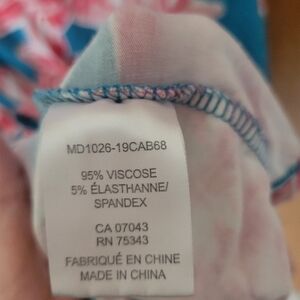 MD1026-19CAB68
95% VISCOSE
5% ÉLASTHANNE/
SPANDEX
CA 07043
RN 75343
FABRIQUÉ EN CHINE
MADE IN CHINA